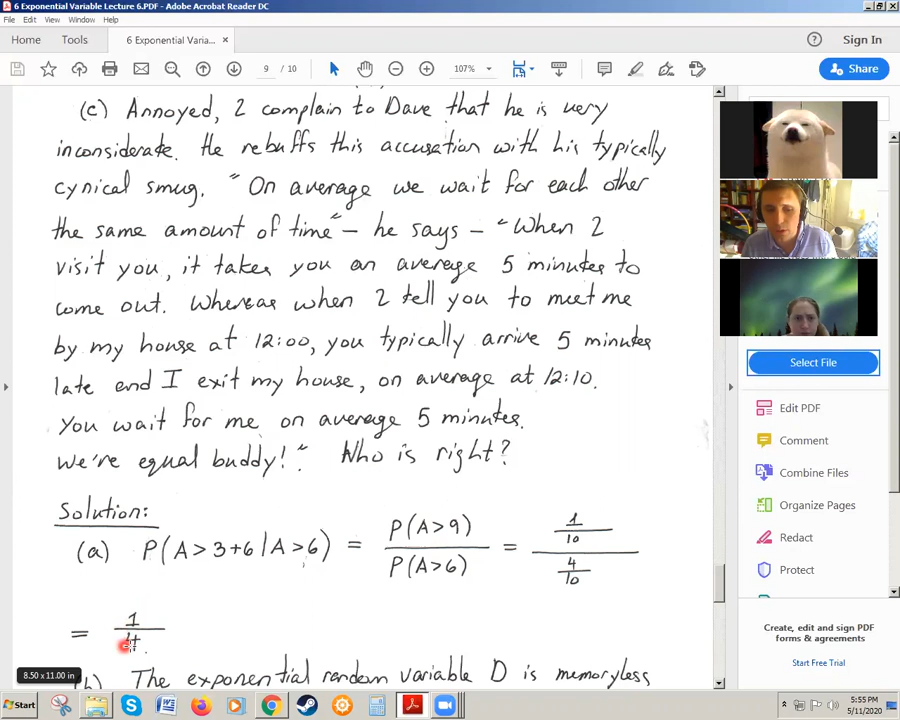 6 Exponential Variable Lecture 6.PDF - Adobe Acrobat Reader DC
File Edit View Window Help
Home Tools 6 Exponential Varia... × Sign In
9 / 10 107% Share
(c) Annoyed, I complain to Dave that he is very
inconsiderate. He rebuffs this accusation with his typically
cynical smug. "On average we wait for each other
the same amount of time" – he says – "When I
visit you, it takes you on average 5 minutes to
come out. Whereas when I tell you to meet me
by my house at 12:00, you typically arrive 5 minutes
late and I exit my house, on average at 12:10.
You wait for me on average 5 minutes.
We're equal buddy!" Who is right?
Solution:
(a) P(A > 3+6 | A > 6) = P(A>9) / P(A>6) = 1/10 / 4/10
= 1/4.
(b) The exponential random variable D is memoryless
Select File
Edit PDF
Comment
Combine Files
Organize Pages
Redact
Protect
Create, edit and sign PDF
forms & agreements
Start Free Trial
8.50 x 11.00 in
Start
5:55 PM
5/11/2020